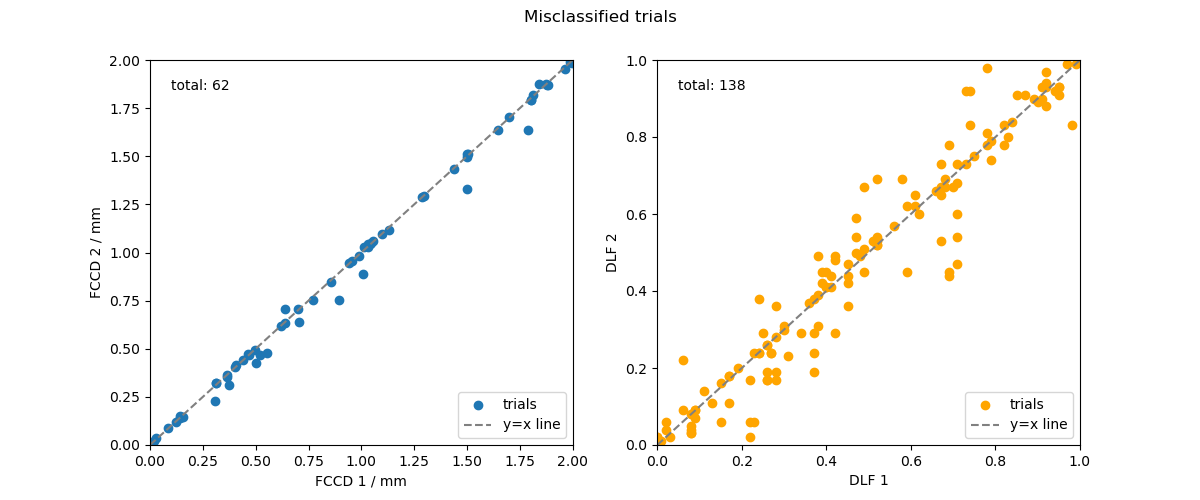 Misclassified trials
total: 62
2.00
1.75
1.50
1.25
1.00
0.75
0.50
0.25
0.00
FCCD 2 / mm
trials
y=x line
0.00 0.25 0.50 0.75 1.00 1.25 1.50 1.75 2.00
FCCD 1 / mm
total: 138
1.0
0.8
0.6
0.4
0.2
0.0
DLF 2
trials
y=x line
0.0 0.2 0.4 0.6 0.8 1.0
DLF 1